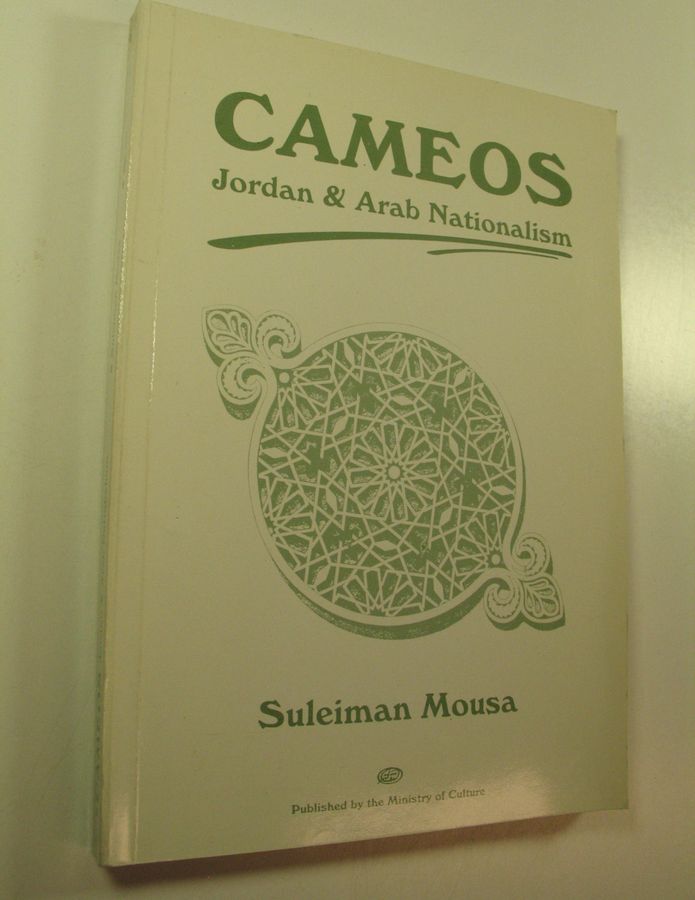 CAMEOS
Jordan & Arab Nationalism
Suleiman Mousa
Published by the Ministry of Culture